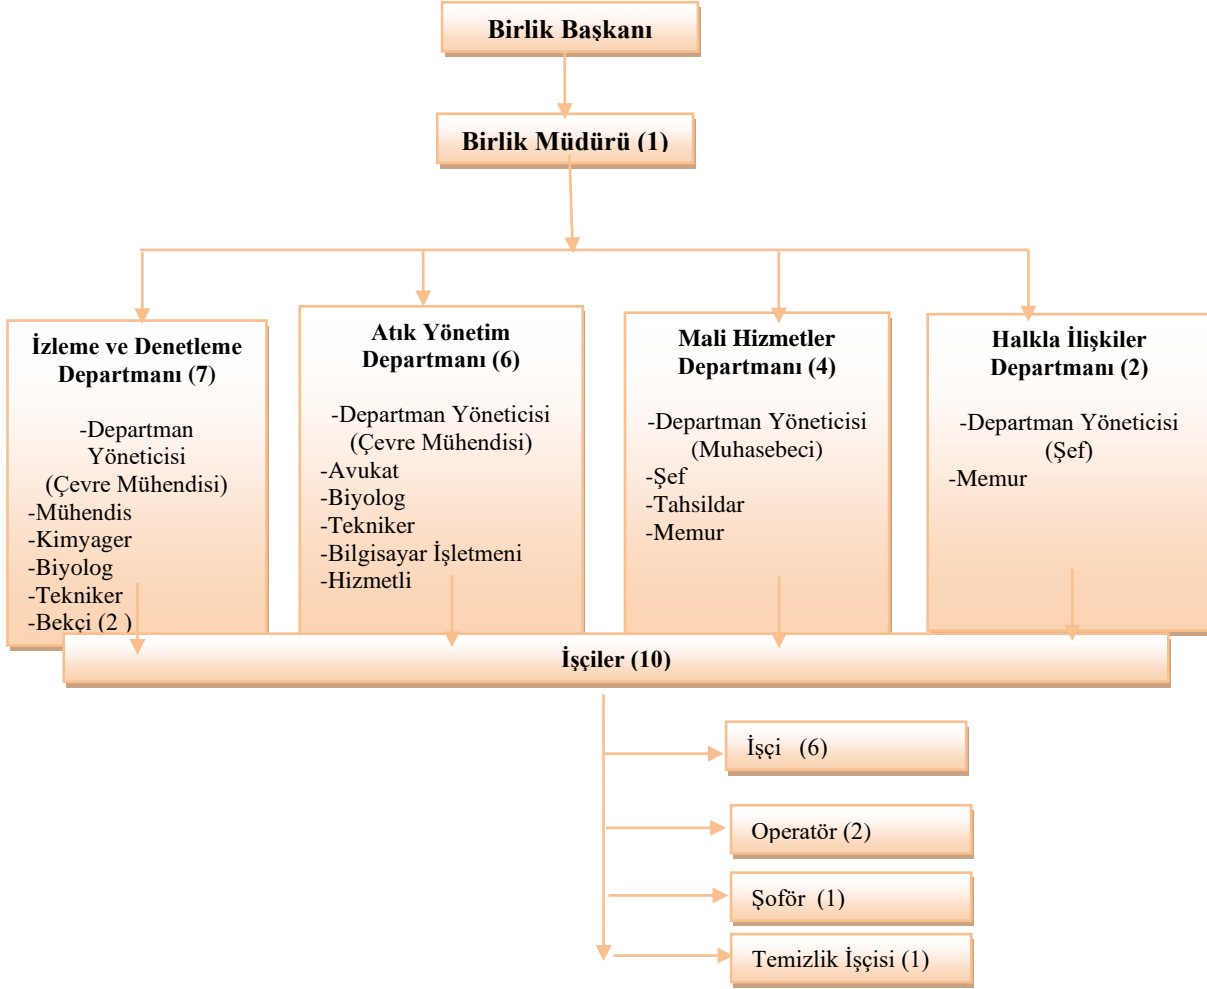 Birlik Başkanı
Birlik Müdürü (1)
İzleme ve Denetleme
Departmanı (7)
-Departman
Yöneticisi
(Çevre Mühendisi)
-Mühendis
-Kimyager
-Biyolog
-Tekniker
-Bekçi (2 )
Atık Yönetim
Departmanı (6)
-Departman Yöneticisi
(Çevre Mühendisi)
-Avukat
-Biyolog
-Tekniker
-Bilgisayar İşletmeni
-Hizmetli
Mali Hizmetler
Departmanı (4)
-Departman Yöneticisi
(Muhasebeci)
-Şef
-Tahsildar
-Memur
Halkla İlişkiler
Departmanı (2)
-Departman Yöneticisi
(Şef)
-Memur
İşçiler (10)
İşçi (6)
Operatör (2)
Şoför (1)
Temizlik İşçisi (1)